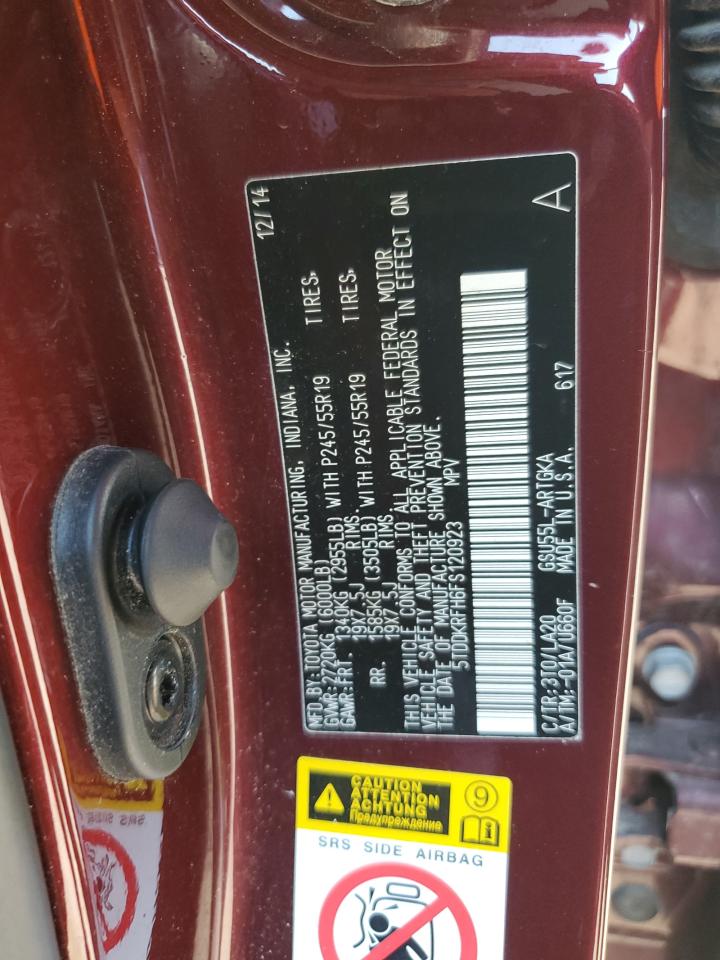 MFD BY: TOYOTA MOTOR MANUFACTURING, INDIANA, INC. 12/14
GVWR:2720KG (6000LB)
GAWR:FRT. 1340KG (2955LB) WITH P245/55R19 TIRES,
19X7.5J RIMS.
RR. 1585KG (3505LB) WITH P245/55R19 TIRES,
19X7.5J RIMS.
THIS VEHICLE CONFORMS TO ALL APPLICABLE FEDERAL MOTOR
VEHICLE SAFETY AND THEFT PREVENTION STANDARDS IN EFFECT ON
THE DATE OF MANUFACTURE SHOWN ABOVE.
5TDDKRFH6FS120923 MPV
C/TR:3T0/LA20 GSU55L-ARTGKA 617 A
A/TM:-01A/U660F MADE IN U.S.A.
CAUTION
ATTENTION
ACHTUNG
Предупреждение
9
SRS SIDE AIRBAG